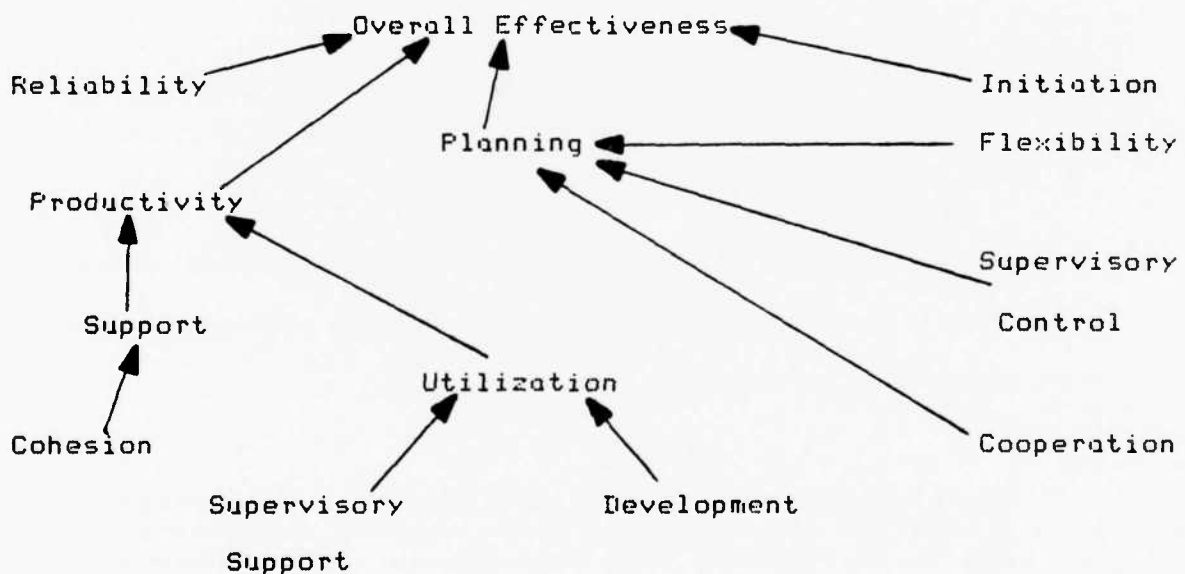 Overall Effectiveness
Reliability
Initiation
Planning
Flexibility
Productivity
Supervisory
Control
Support
Utilization
Cohesion
Cooperation
Supervisory
Support
Development